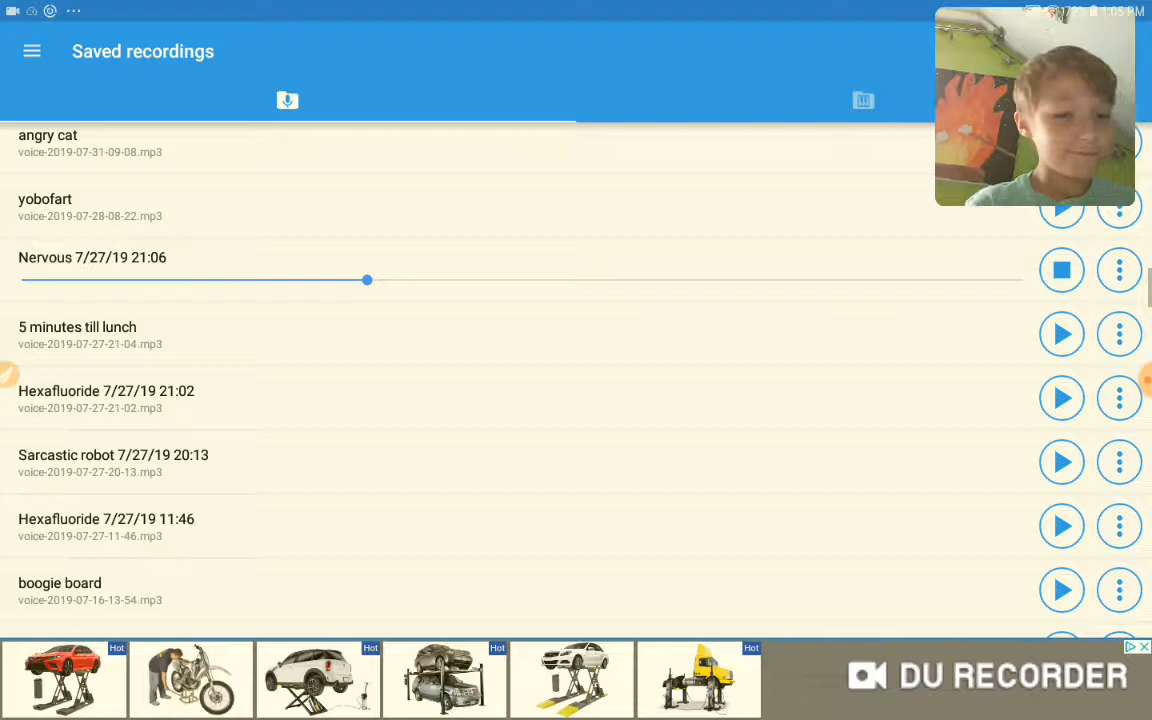 72% 1:05 PM
Saved recordings
angry cat
voice-2019-07-31-09-08.mp3
yobofart
voice-2019-07-28-08-22.mp3
Nervous 7/27/19 21:06
5 minutes till lunch
voice-2019-07-27-21-04.mp3
Hexafluoride 7/27/19 21:02
voice-2019-07-27-21-02.mp3
Sarcastic robot 7/27/19 20:13
voice-2019-07-27-20-13.mp3
Hexafluoride 7/27/19 11:46
voice-2019-07-27-11-46.mp3
boogie board
voice-2019-07-16-13-54.mp3
Hot
Hot
Hot
Hot
DU RECORDER